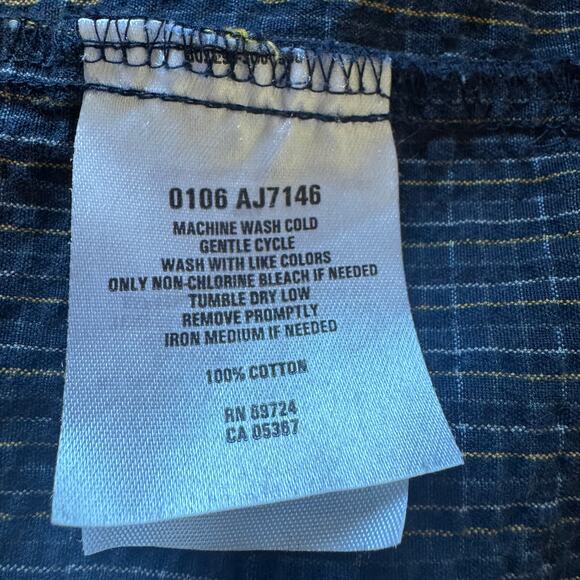 0106 AJ7146
MACHINE WASH COLD
GENTLE CYCLE
WASH WITH LIKE COLORS
ONLY NON-CHLORINE BLEACH IF NEEDED
TUMBLE DRY LOW
REMOVE PROMPTLY
IRON MEDIUM IF NEEDED
100% COTTON
RN 89724
CA 05367